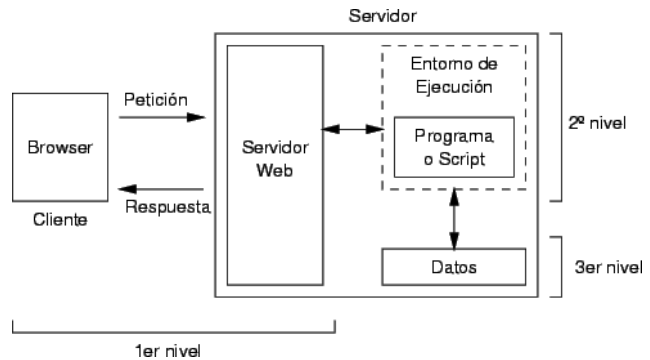 Servidor
Entorno de
Ejecución
Petición
2º nivel
Programa
o Script
Browser
Servidor
Web
Respuesta
Cliente
Datos
3er nivel
1er nivel